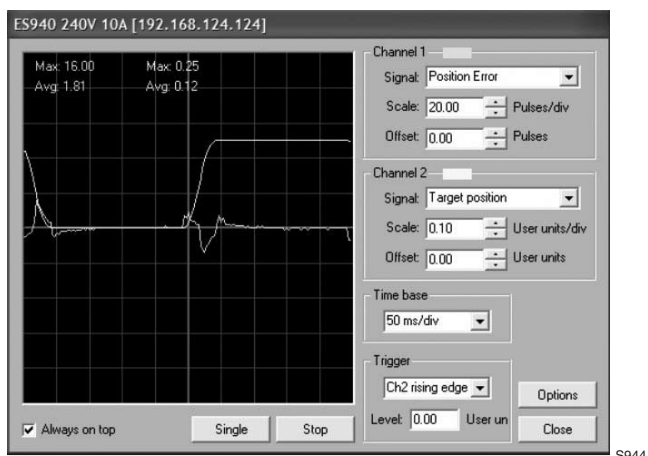 ES940 240V 10A [192.168.124.124]
Max: 16.00 Max: 0.25
Avg: 1.81 Avg: 0.12
Channel 1
Signal: Position Error
Scale: 20.00 Pulses/div
Offset: 0.00 Pulses
Channel 2
Signal: Target position
Scale: 0.10 User units/div
Offset: 0.00 User units
Time base
50 ms/div
Trigger
Ch2 rising edge
Level: 0.00 User un
Options
Always on top
Single
Stop
Close
S944